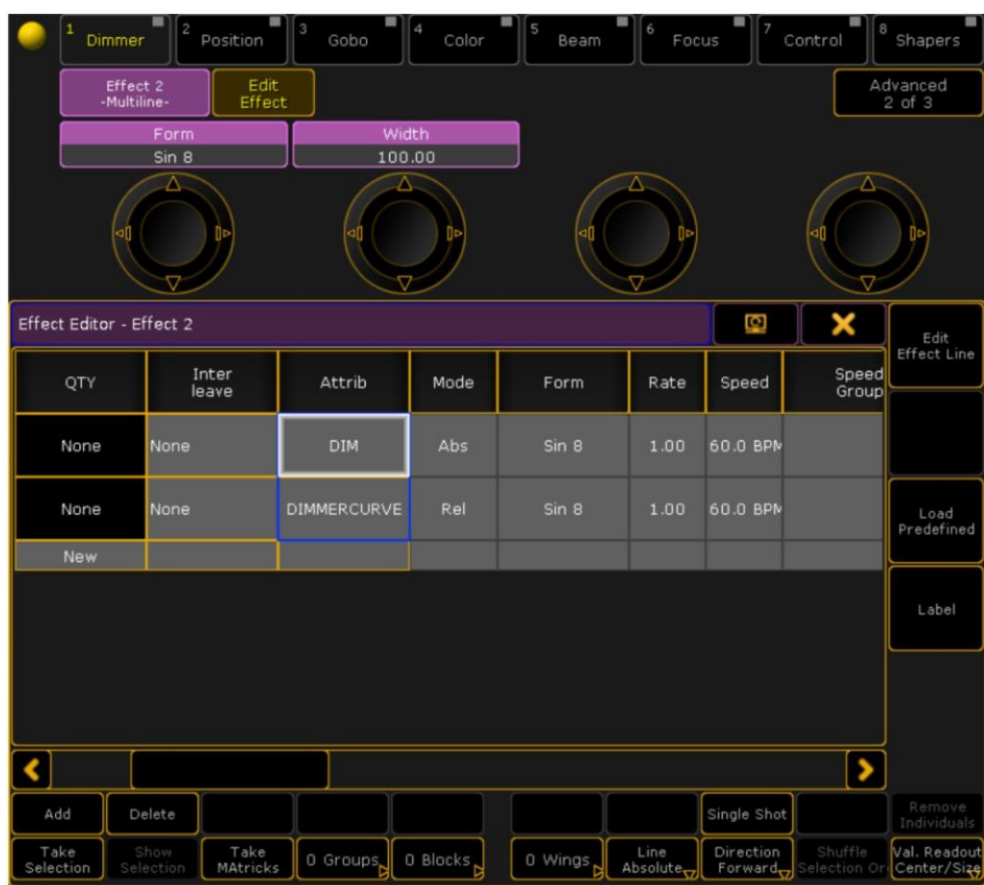 1 Dimmer
2 Position
3 Gobo
4 Color
5 Beam
6 Focus
7 Control
8 Shapers
Effect 2
-Multiline-
Edit
Effect
Advanced
2 of 3
Form
Sin 8
Width
100.00
Effect Editor - Effect 2
Edit
Effect Line
QTY
Inter
leave
Attrib
Mode
Form
Rate
Speed
Speed
Group
None None DIM Abs Sin 8 1.00 60.0 BPM
None None DIMMERCURVE Rel Sin 8 1.00 60.0 BPM
New
Load
Predefined
Label
Add
Delete
Single Shot
Remove
Individuals
Take
Selection
Show
Selection
Take
MAtricks
0 Groups
0 Blocks
0 Wings
Line
Absolute
Direction
Forward
Shuffle
Selection Or
Val. Readout
Center/Size